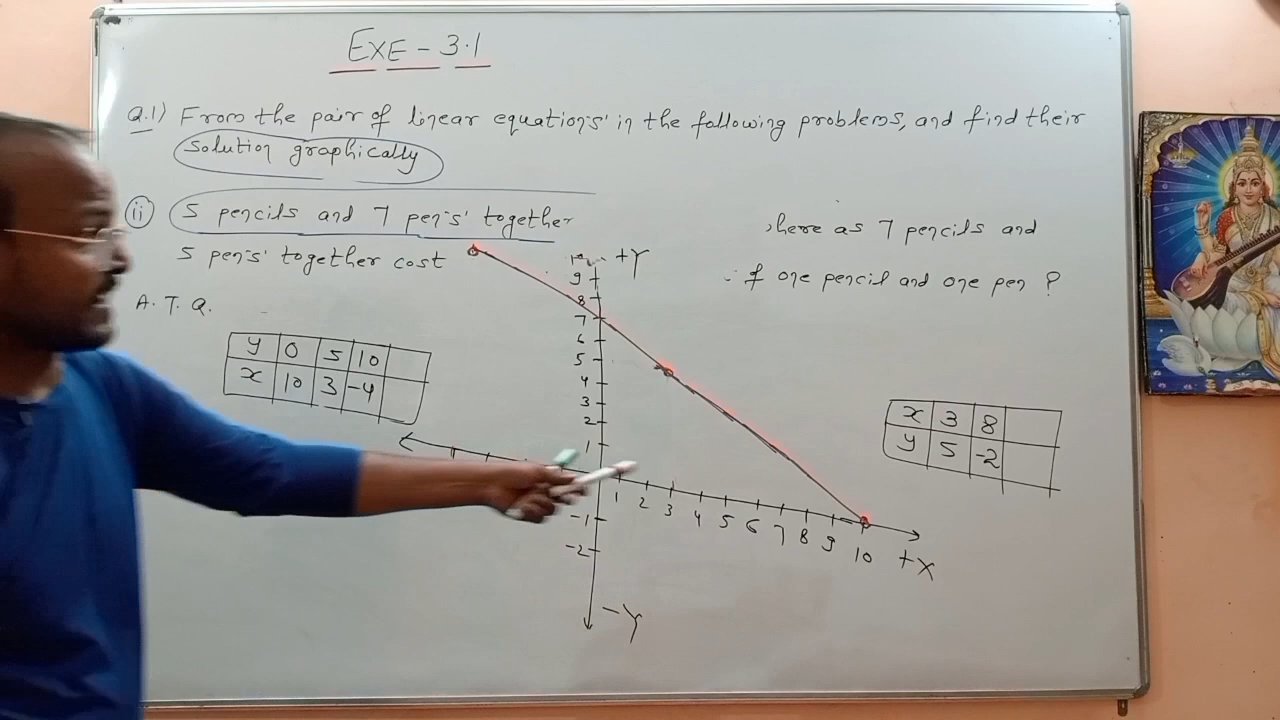 EXE - 3.1
Q.1) From the pair of linear equations' in the following problems, and find their
solution graphically
ii 5 pencils and 7 pens' together
here as 7 pencils and
5 pens' together cost
+Y
if one pencil and one pen ?
A. T. Q.
y 0 5 10
x 10 3 -4
9
8
7
6
5
4
3
2
1
x 3 8
y 5 -2
1 2 3 4 5 6 7 8 9 10 +X
-1
-2
-Y